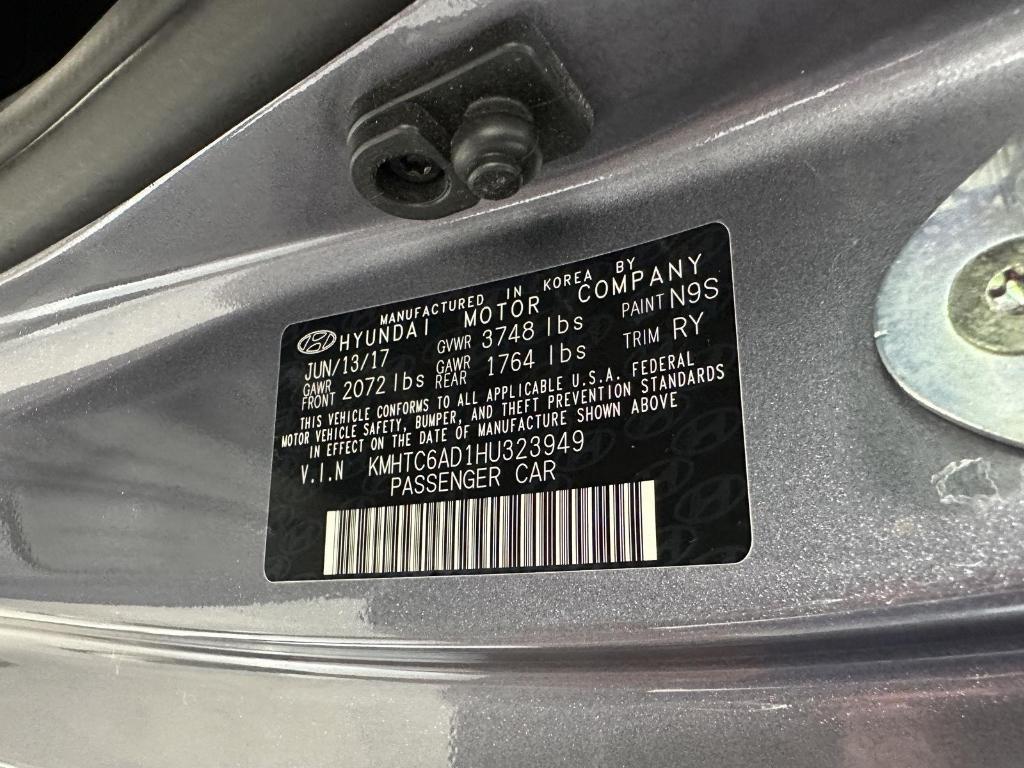 MANUFACTURED IN KOREA BY
HYUNDAI MOTOR COMPANY
JUN/13/17 GVWR 3748 lbs PAINT N9S
GAWR FRONT 2072 lbs GAWR REAR 1764 lbs TRIM RY
THIS VEHICLE CONFORMS TO ALL APPLICABLE U.S.A. FEDERAL
MOTOR VEHICLE SAFETY, BUMPER, AND THEFT PREVENTION STANDARDS
IN EFFECT ON THE DATE OF MANUFACTURE SHOWN ABOVE
V.I.N KMHTC6AD1HU323949
PASSENGER CAR